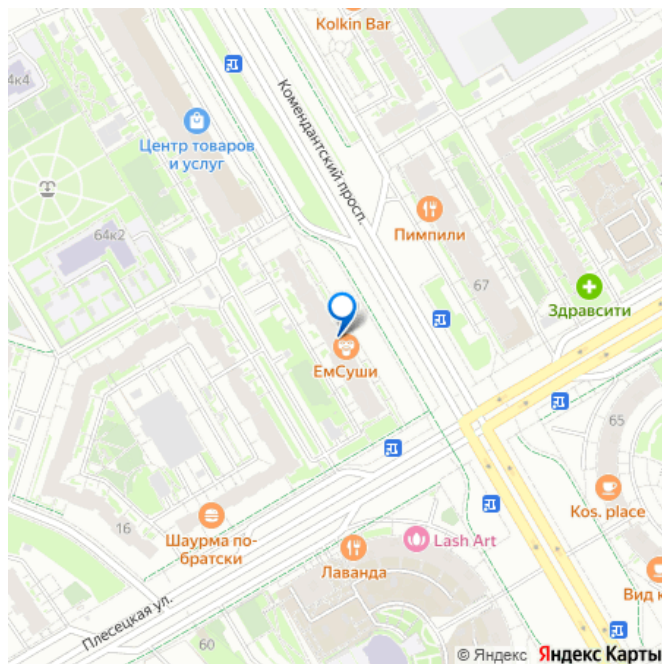 Kolkin Bar
64к4
Комендантский просп.
Центр товаров
и услуг
Пимпили
64к2
67
Здравсити
ЕмСуши
65
16
Шаурма по-
братски
Kos. place
Lash Art
Лаванда
Вид к
Плесецкая ул.
60
© Яндекс Яндекс Карты